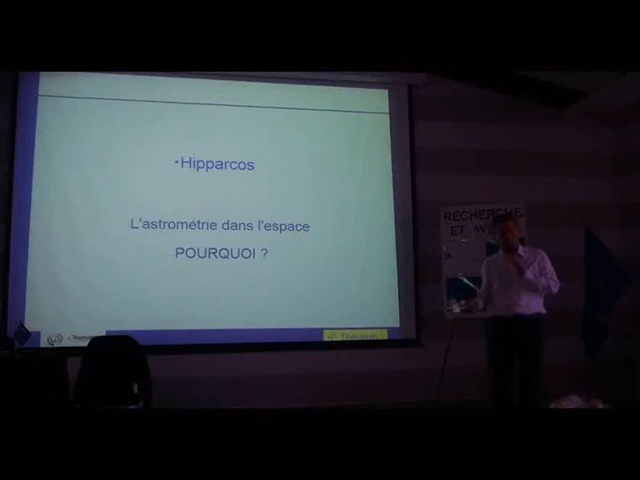 •Hipparcos
L'astrométrie dans l'espace
POURQUOI ?
RECHERCHE
ET